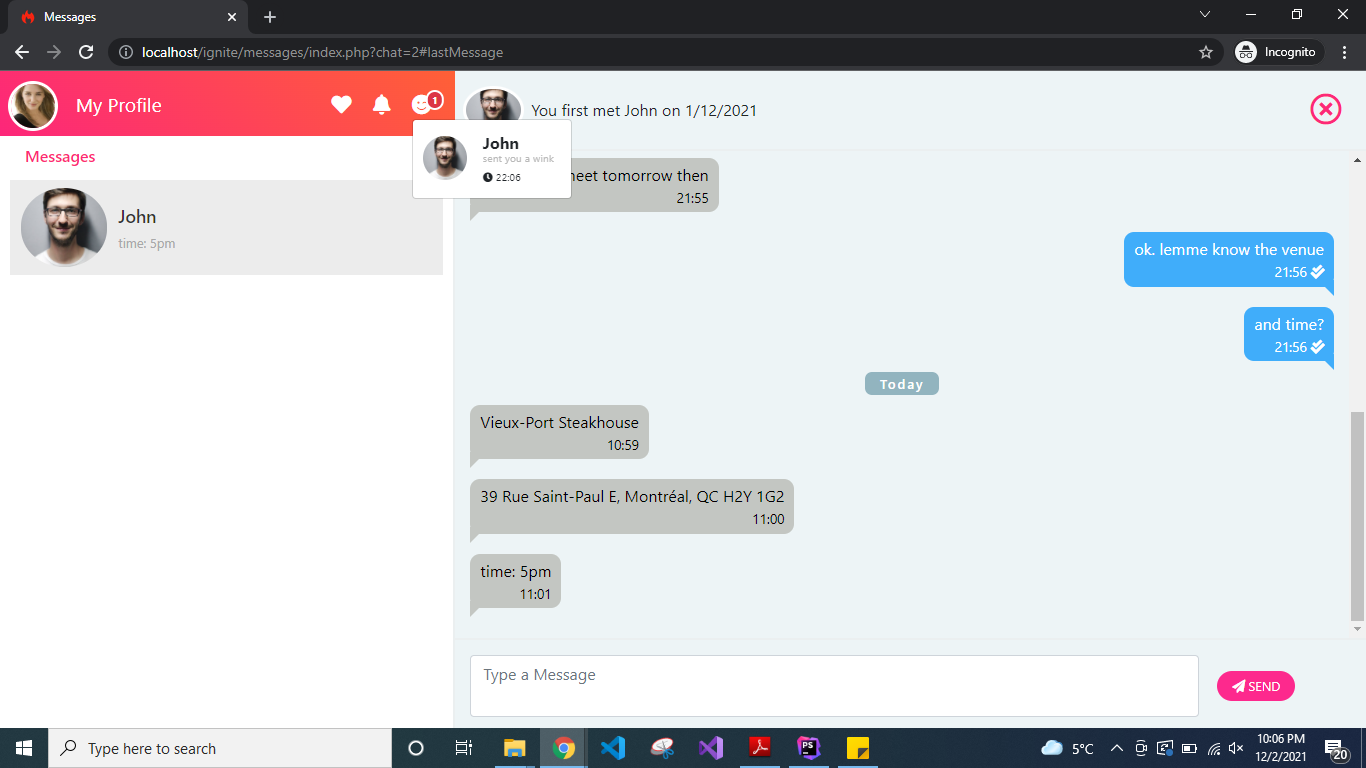 Messages
localhost/ignite/messages/index.php?chat=2#lastMessage
Incognito
My Profile
1
You first met John on 1/12/2021
John
sent you a wink
22:06
Messages
John
time: 5pm
meet tomorrow then
21:55
ok. lemme know the venue
21:56
and time?
21:56
Today
Vieux-Port Steakhouse
10:59
39 Rue Saint-Paul E, Montréal, QC H2Y 1G2
11:00
time: 5pm
11:01
Type a Message
SEND
Type here to search
PS
5°C
10:06 PM
12/2/2021
20